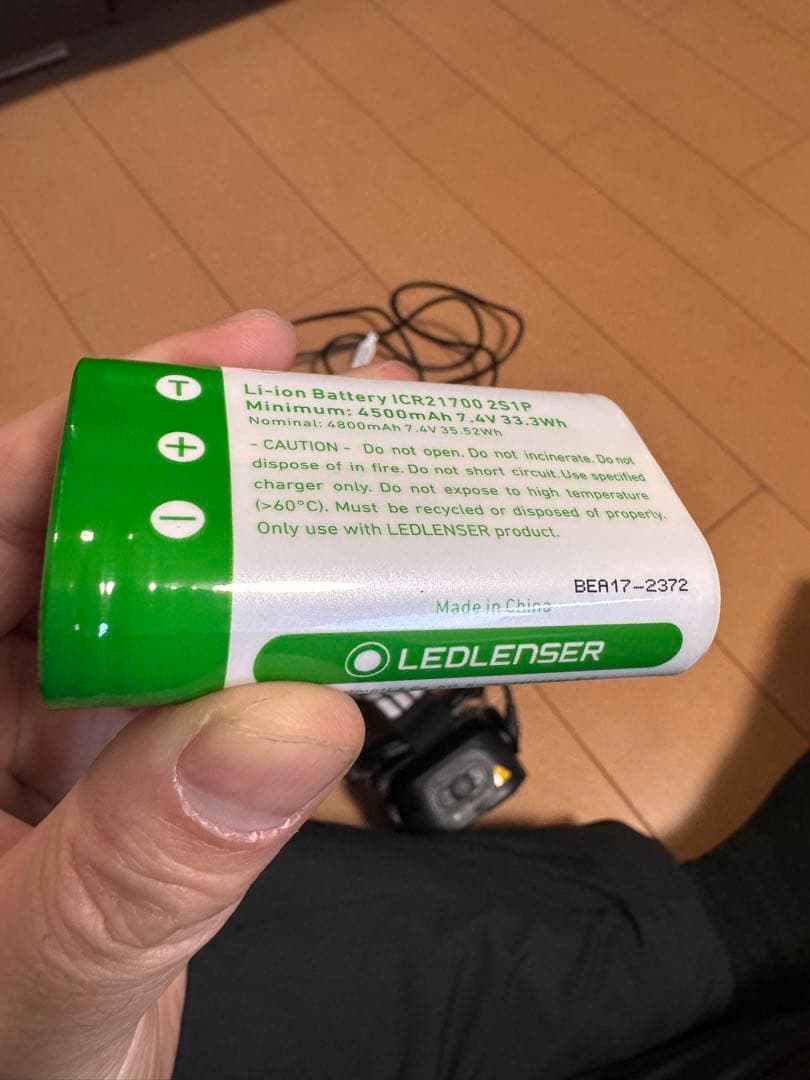 T
+
−
Li-ion Battery ICR21700 2S1P
Minimum: 4500mAh 7.4V 33.3Wh
Nominal: 4800mAh 7.4V 35.52Wh
- CAUTION - Do not open. Do not incinerate. Do not
dispose of in fire. Do not short circuit. Use specified
charger only. Do not expose to high temperature
(>60°C). Must be recycled or disposed of properly.
Only use with LEDLENSER product.
BEA17-2372
Made in China
LEDLENSER